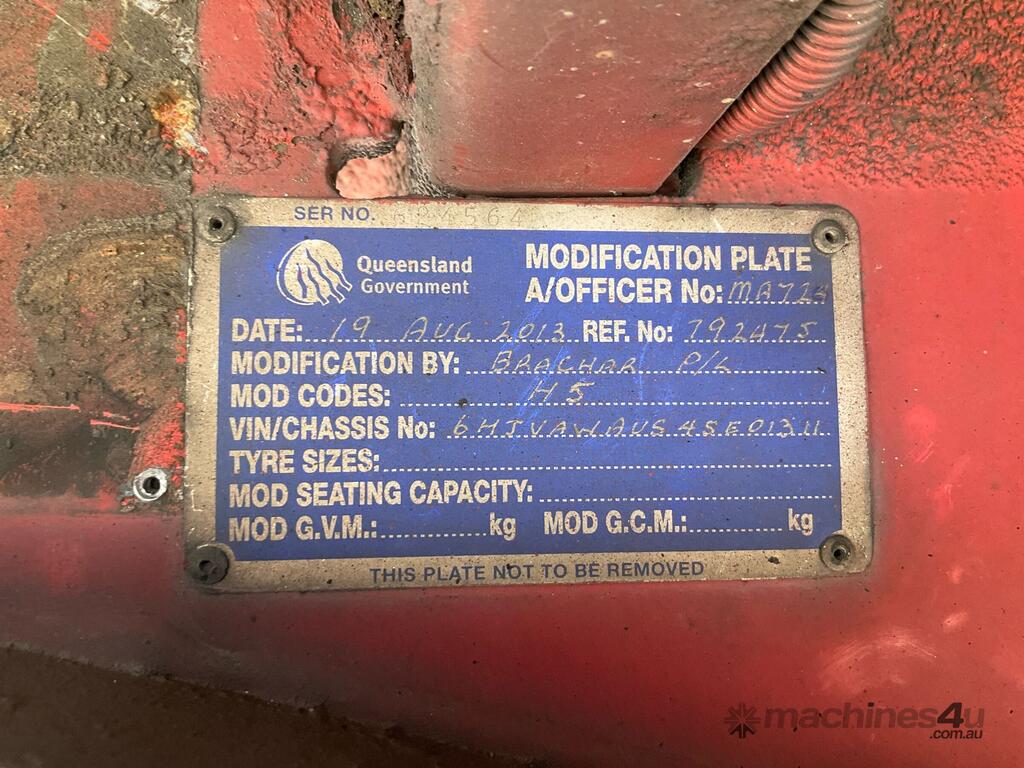 SER NO. 684564
Queensland Government
MODIFICATION PLATE
A/OFFICER No: MA724
DATE: 19 AUG 2013 REF. No: 792475
MODIFICATION BY: BRACHAR P/L
MOD CODES: H5
VIN/CHASSIS No: 6HJVAWAUS4SE01311
TYRE SIZES:
MOD SEATING CAPACITY:
MOD G.V.M.: kg MOD G.C.M.: kg
THIS PLATE NOT TO BE REMOVED
machines4u
.com.au